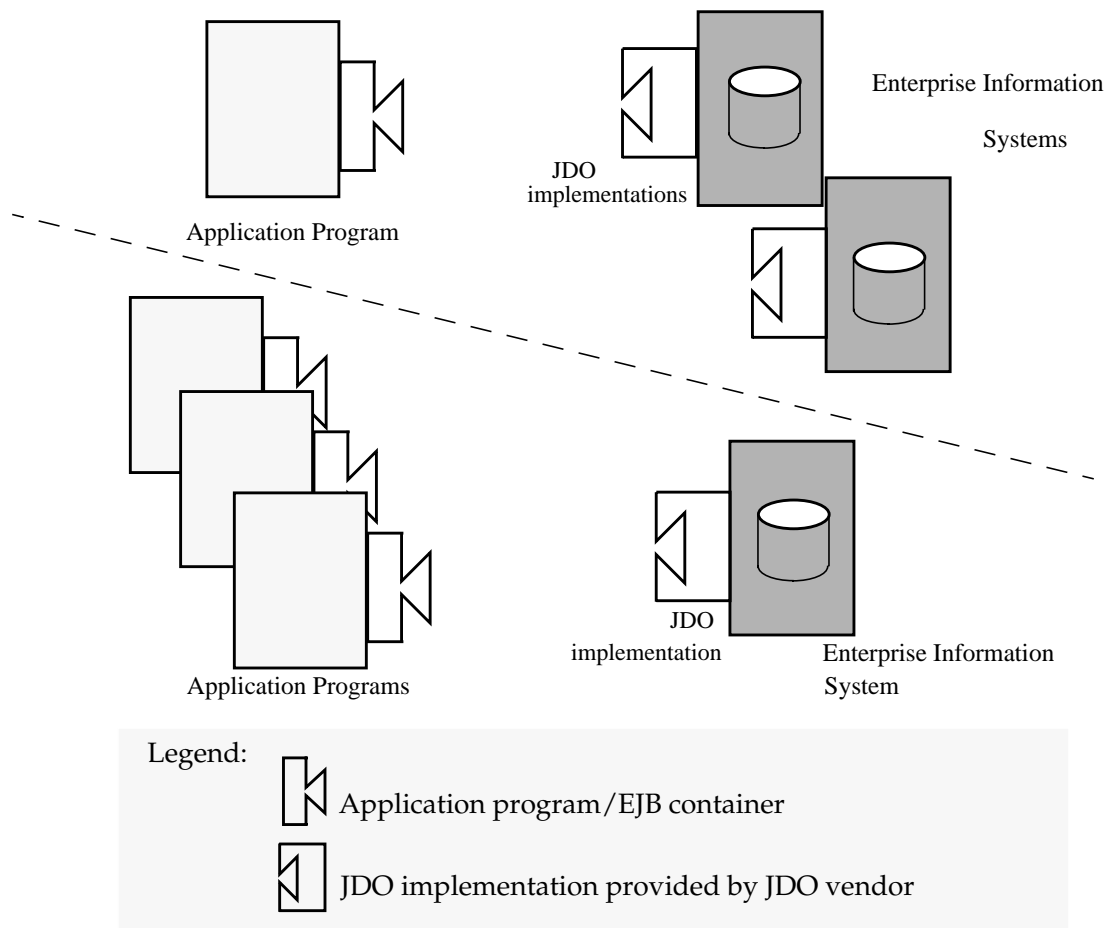 Enterprise Information
Systems
JDO
implementations
Application Program
JDO
implementation
Enterprise Information
System
Application Programs
Legend:
Application program/EJB container
JDO implementation provided by JDO vendor